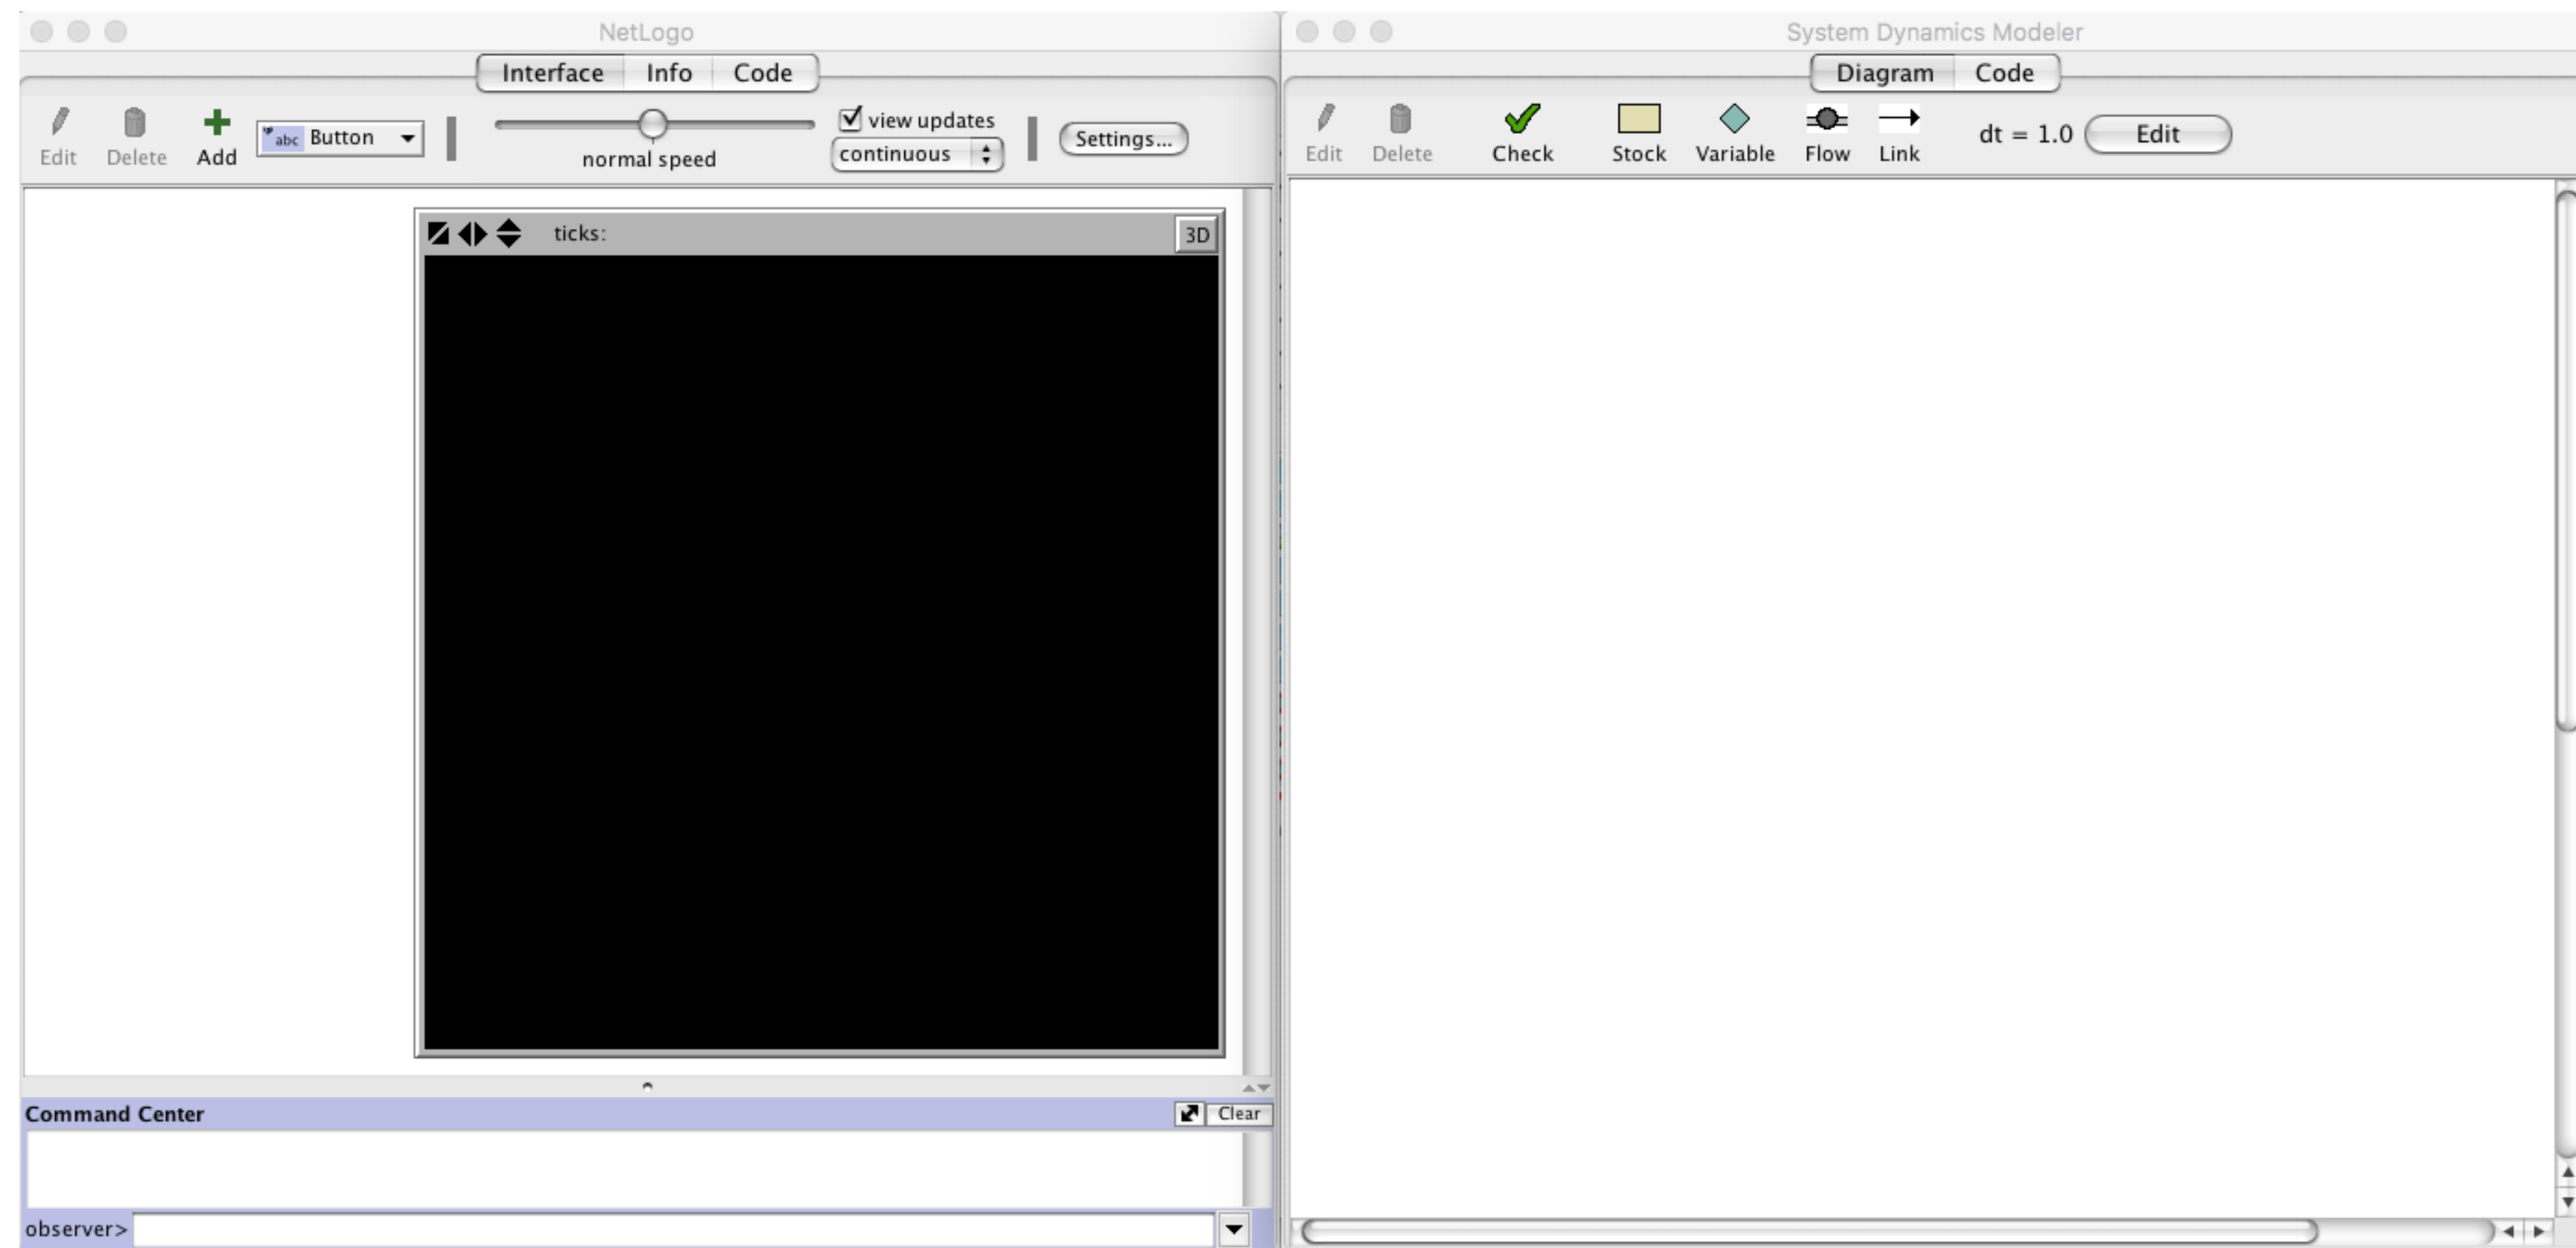 NetLogo
Interface Info Code
Edit Delete Add abc Button normal speed view updates continuous Settings...
ticks: 3D
Command Center Clear
observer>
System Dynamics Modeler
Diagram Code
Edit Delete Check Stock Variable Flow Link dt = 1.0 Edit